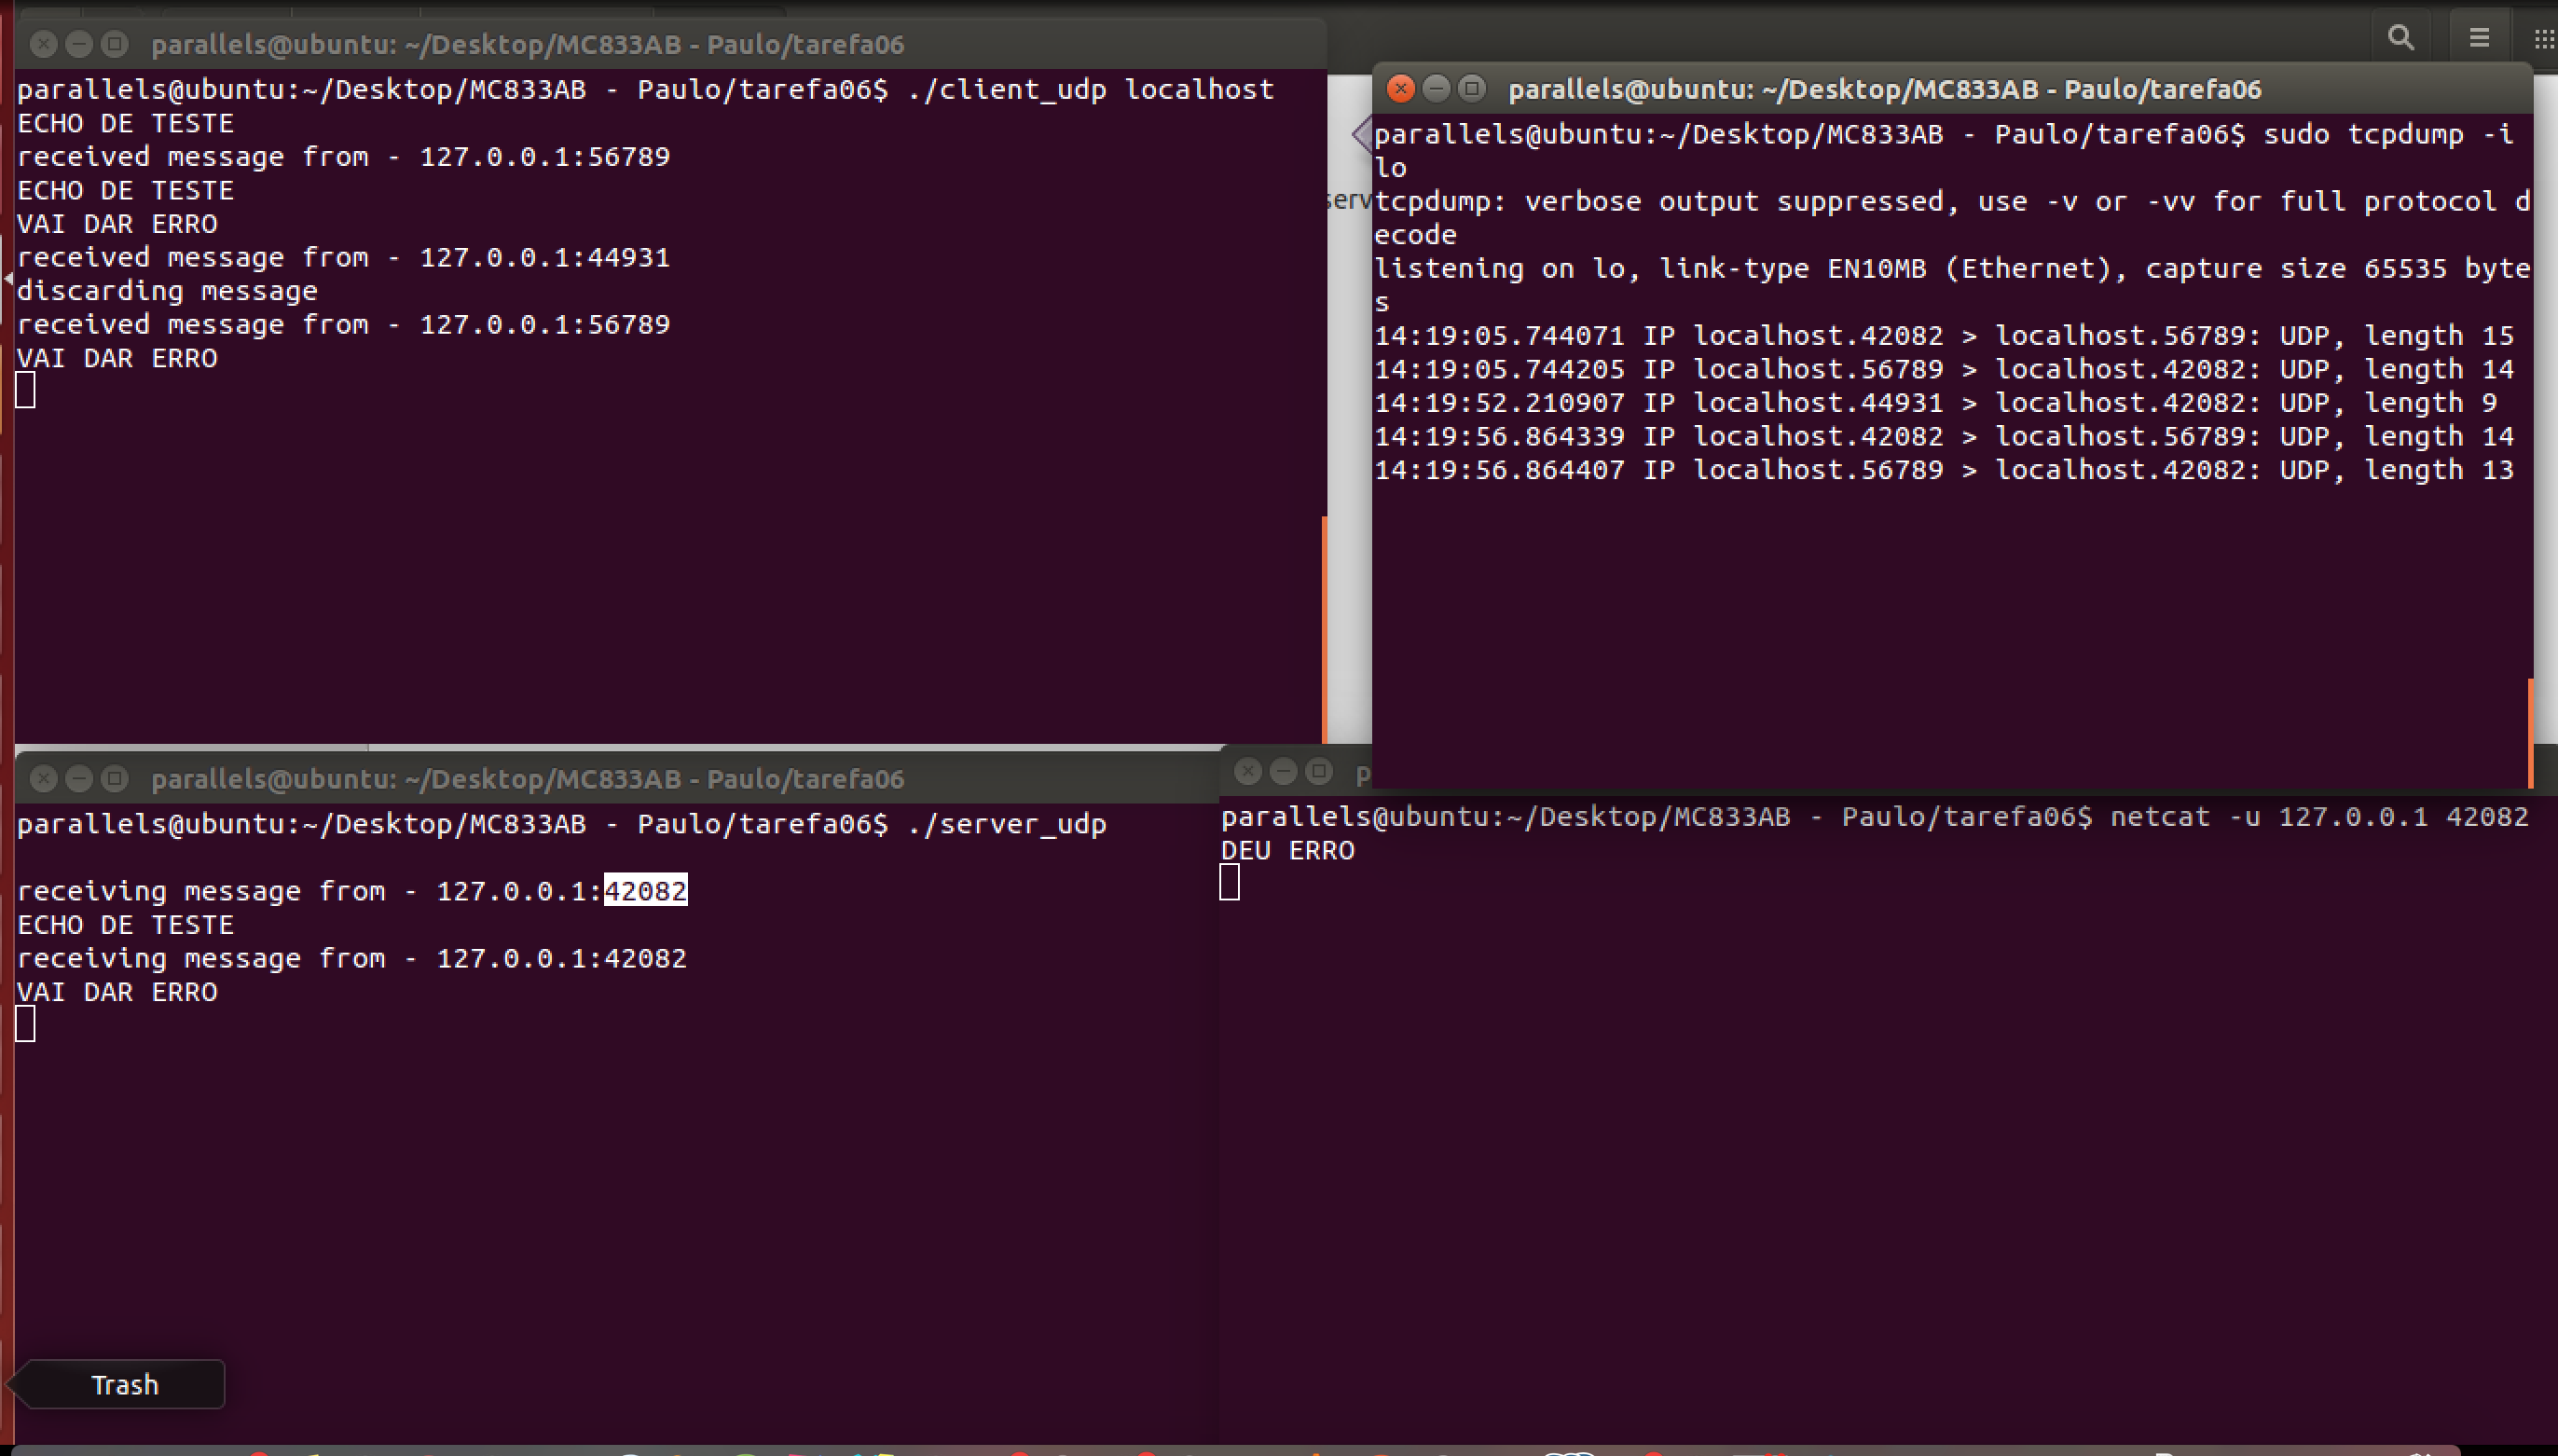 parallels@ubuntu: ~/Desktop/MC833AB - Paulo/tarefa06
parallels@ubuntu:~/Desktop/MC833AB - Paulo/tarefa06$ ./client_udp localhost
ECHO DE TESTE
received message from - 127.0.0.1:56789
ECHO DE TESTE
VAI DAR ERRO
received message from - 127.0.0.1:44931
discarding message
received message from - 127.0.0.1:56789
VAI DAR ERRO
serv
parallels@ubuntu: ~/Desktop/MC833AB - Paulo/tarefa06
parallels@ubuntu:~/Desktop/MC833AB - Paulo/tarefa06$ sudo tcpdump -i
lo
tcpdump: verbose output suppressed, use -v or -vv for full protocol d
ecode
listening on lo, link-type EN10MB (Ethernet), capture size 65535 byte
s
14:19:05.744071 IP localhost.42082 > localhost.56789: UDP, length 15
14:19:05.744205 IP localhost.56789 > localhost.42082: UDP, length 14
14:19:52.210907 IP localhost.44931 > localhost.42082: UDP, length 9
14:19:56.864339 IP localhost.42082 > localhost.56789: UDP, length 14
14:19:56.864407 IP localhost.56789 > localhost.42082: UDP, length 13
parallels@ubuntu: ~/Desktop/MC833AB - Paulo/tarefa06
parallels@ubuntu:~/Desktop/MC833AB - Paulo/tarefa06$ ./server_udp
receiving message from - 127.0.0.1:42082
ECHO DE TESTE
receiving message from - 127.0.0.1:42082
VAI DAR ERRO
p
parallels@ubuntu:~/Desktop/MC833AB - Paulo/tarefa06$ netcat -u 127.0.0.1 42082
DEU ERRO
Trash